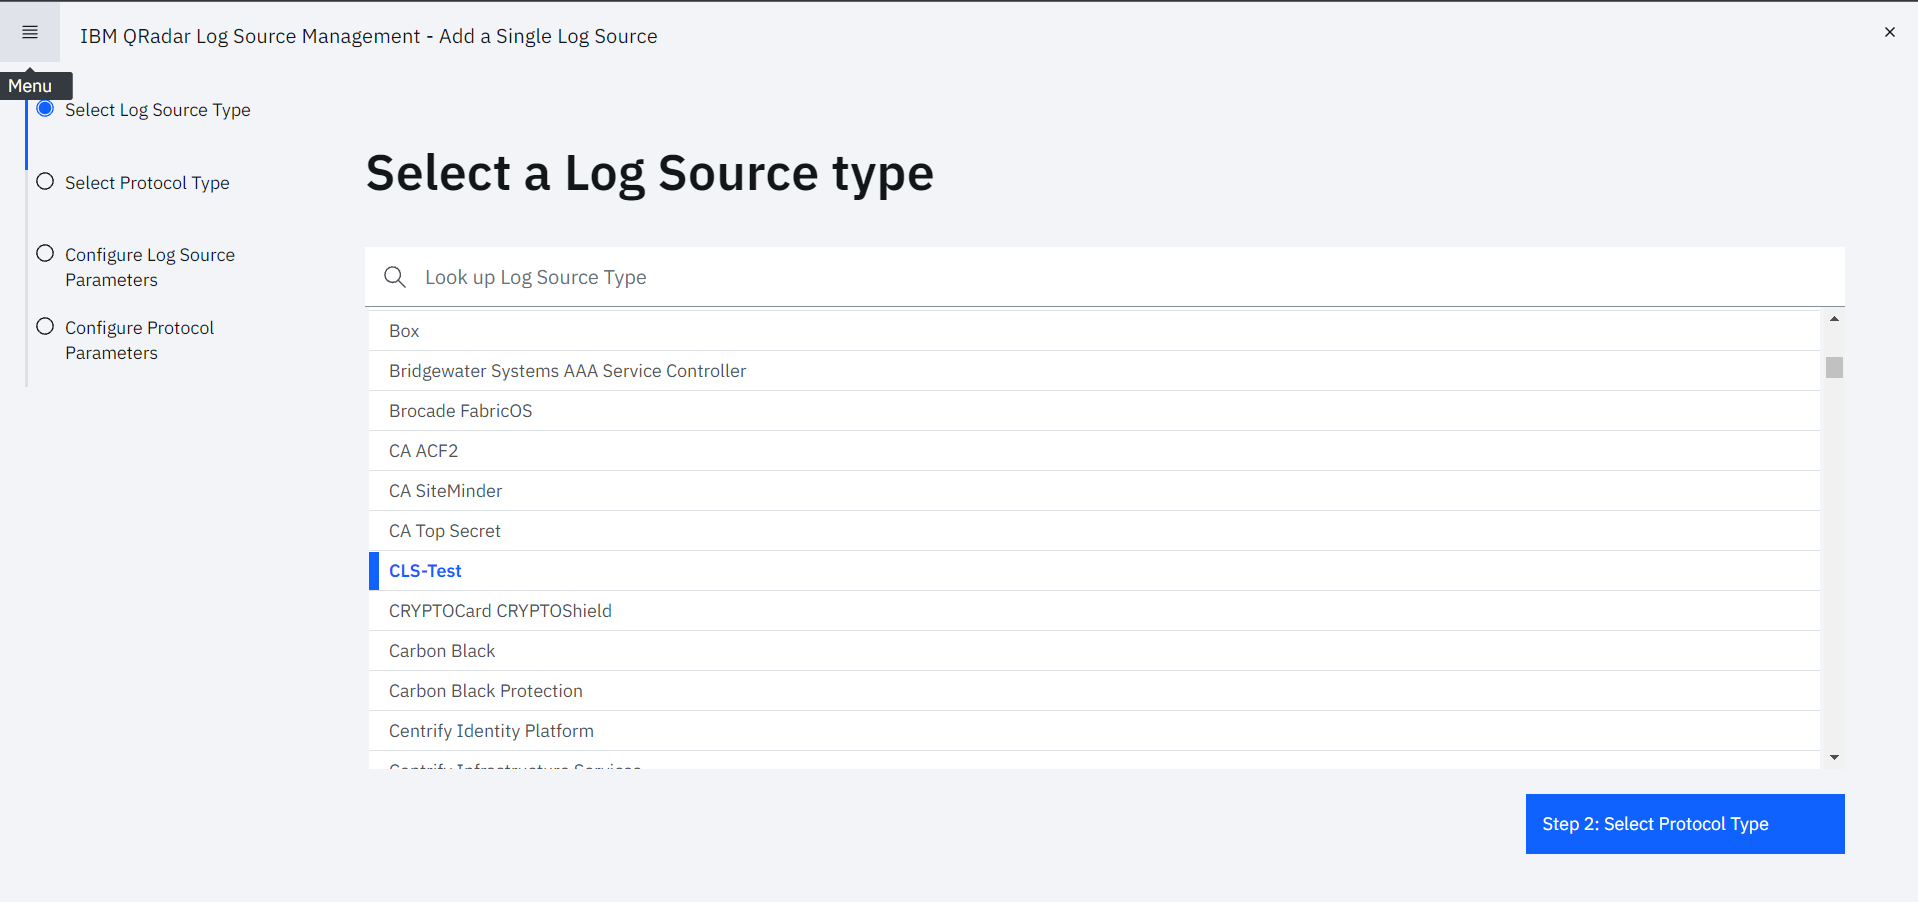 IBM QRadar Log Source Management - Add a Single Log Source
Menu
Select Log Source Type
Select Protocol Type
Configure Log Source
Parameters
Configure Protocol
Parameters
Select a Log Source type
Look up Log Source Type
Box
Bridgewater Systems AAA Service Controller
Brocade FabricOS
CA ACF2
CA SiteMinder
CA Top Secret
CLS-Test
CRYPTOCard CRYPTOShield
Carbon Black
Carbon Black Protection
Centrify Identity Platform
Centrify Infrastructure Services
Step 2: Select Protocol Type